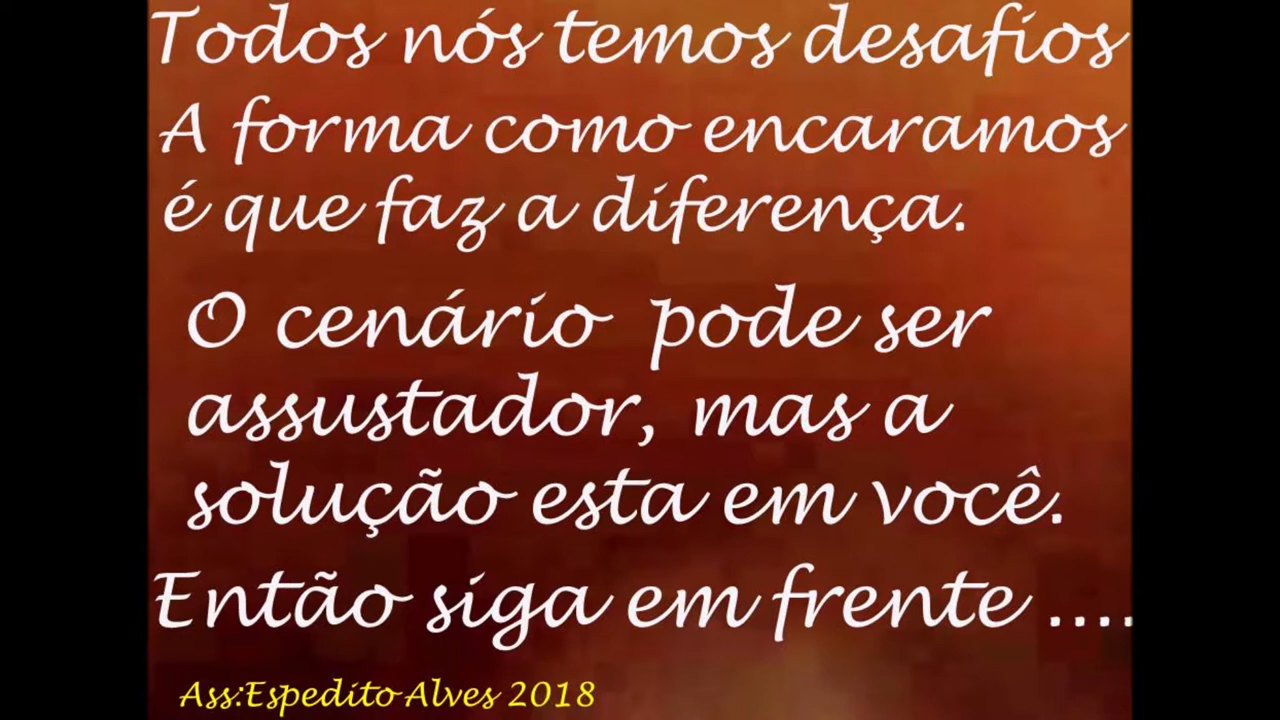 Todos nós temos desafios
A forma como encaramos
é que faz a diferença.
O cenário pode ser
assustador, mas a
solução esta em você.
Então siga em frente ....
Ass:Espedito Alves 2018